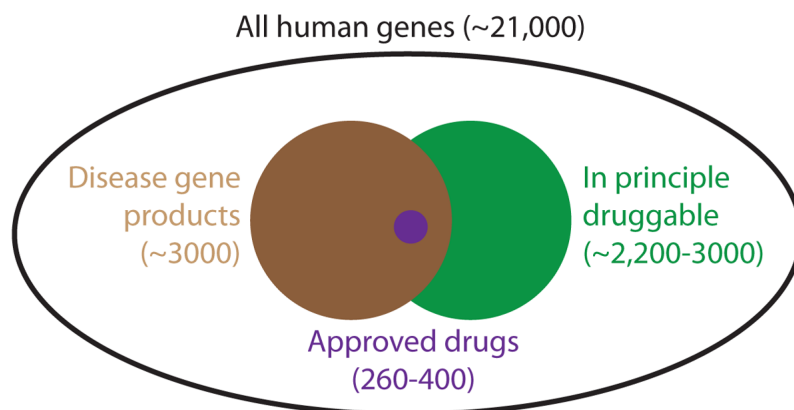 All human genes (~21,000)
Disease gene
products
(~3000)
In principle
druggable
(~2,200-3000)
Approved drugs
(260-400)